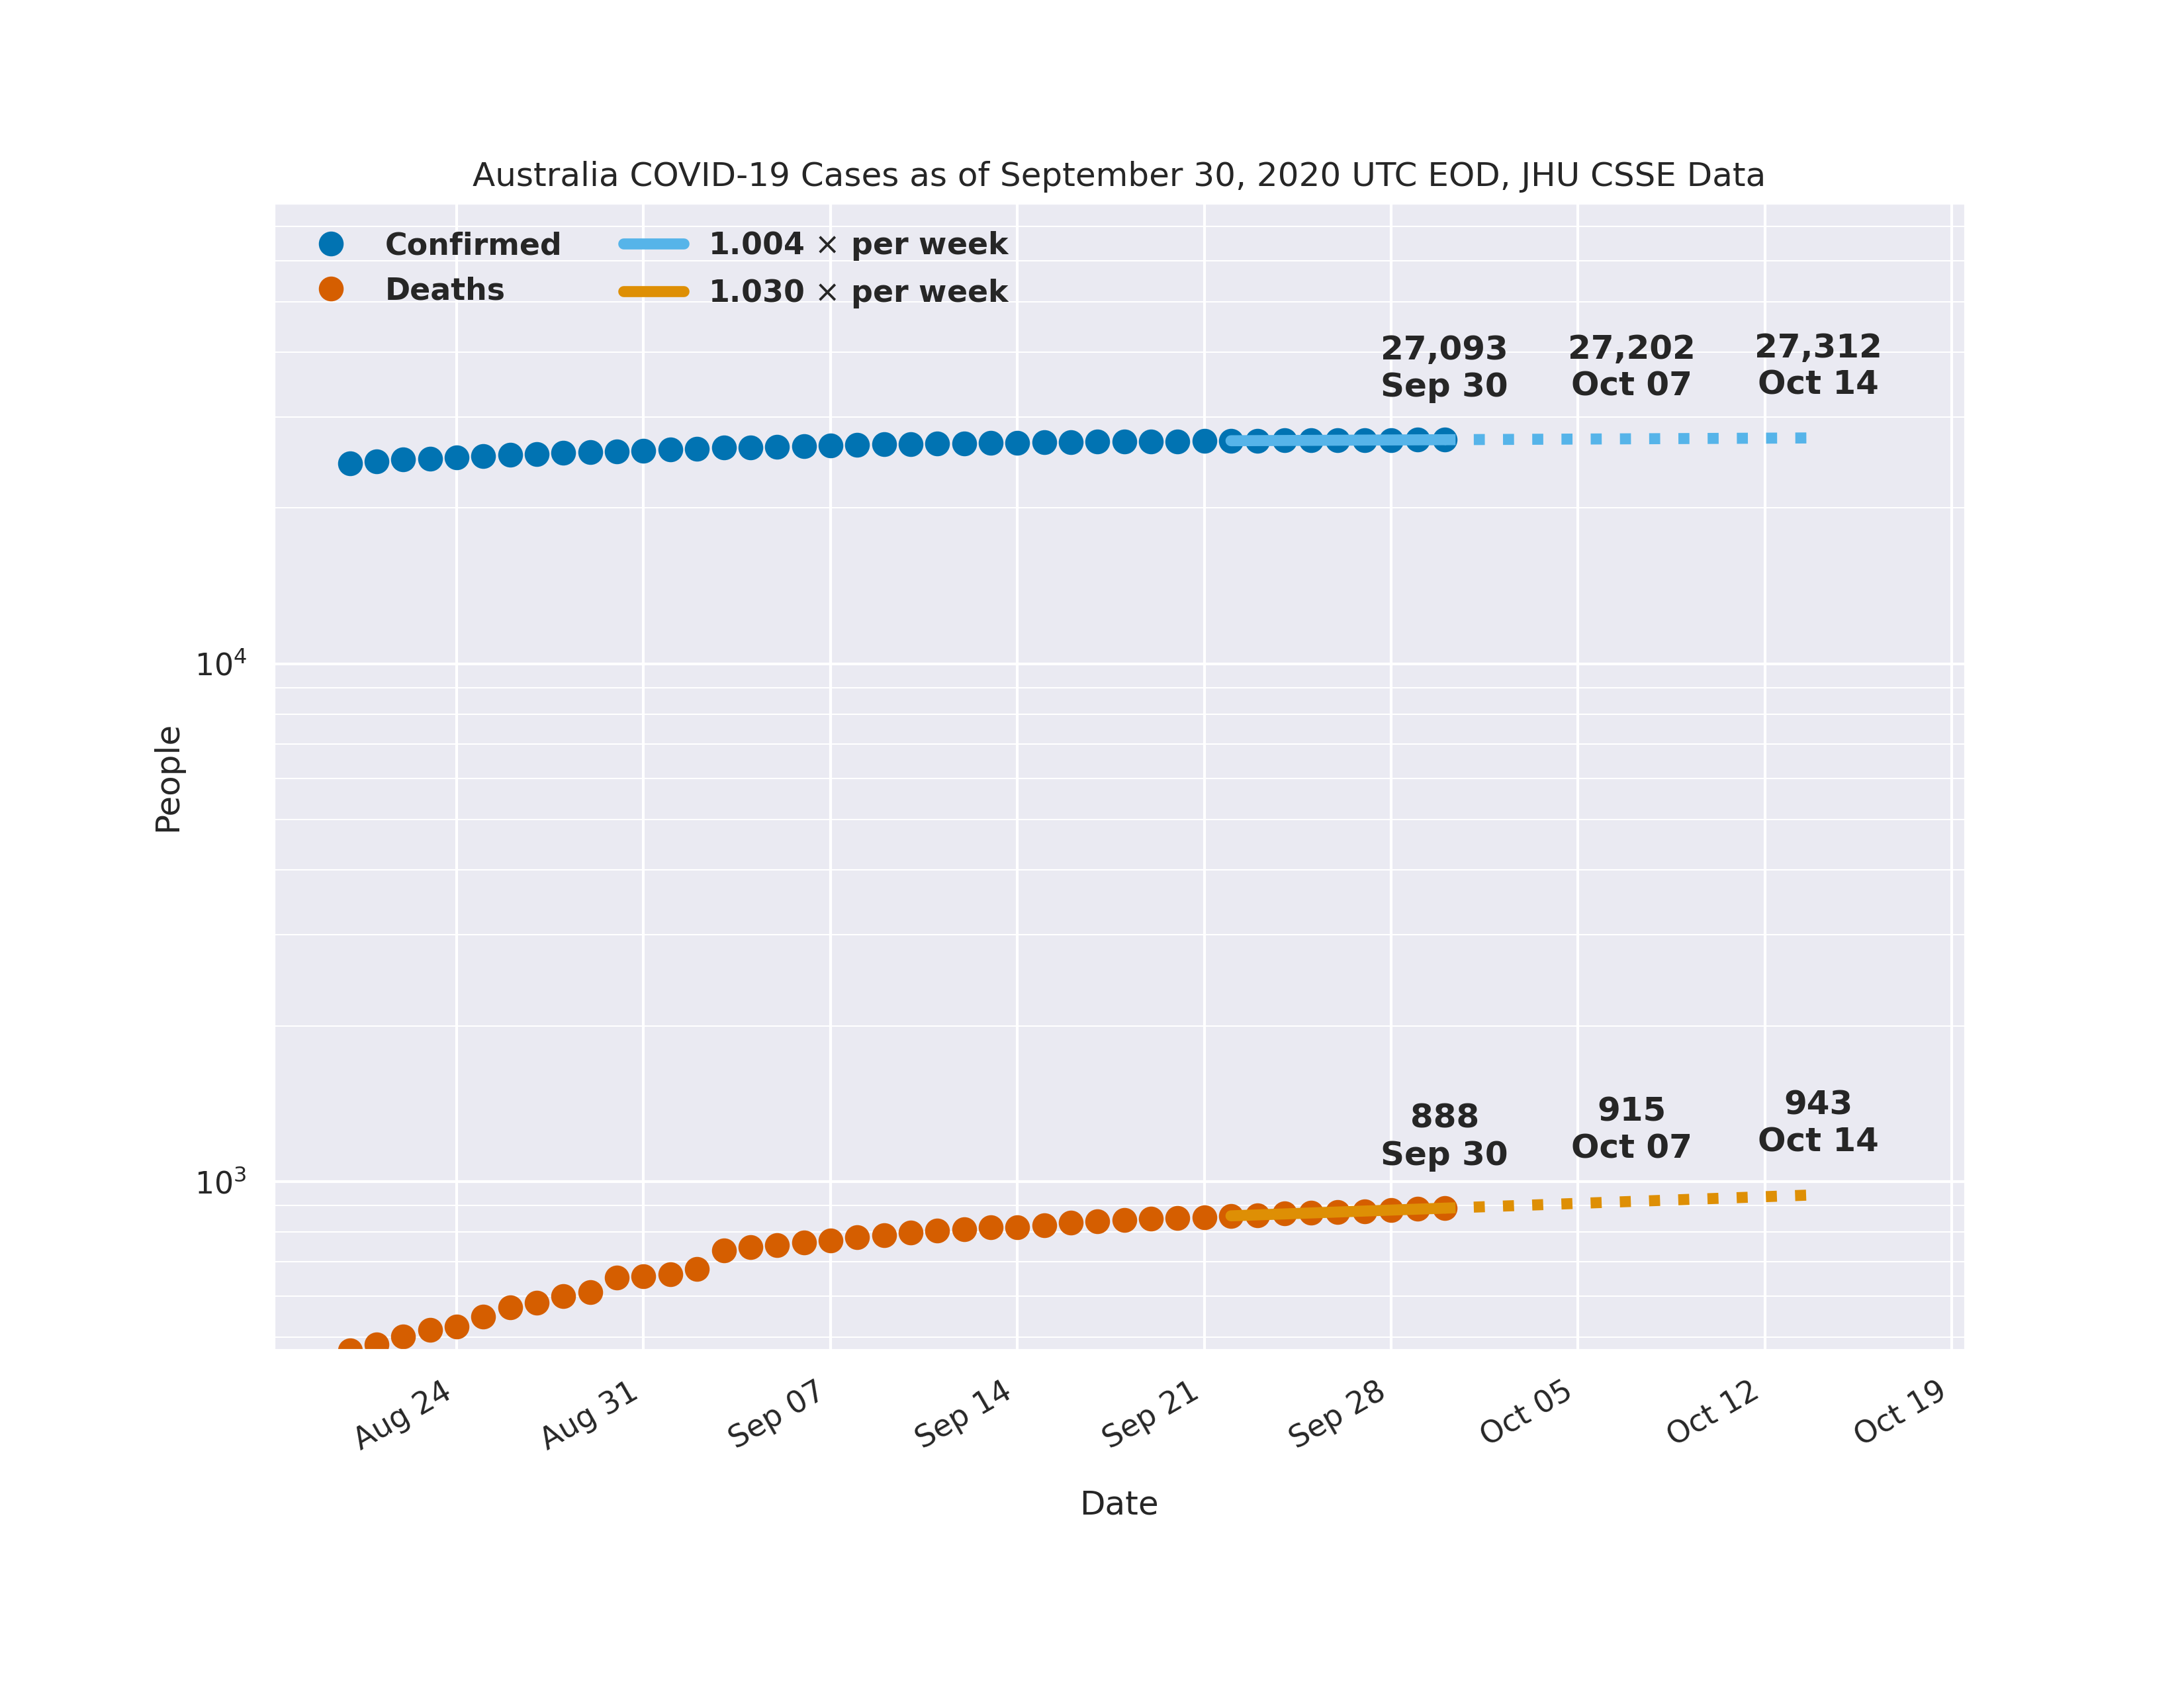 Australia COVID-19 Cases as of September 30, 2020 UTC EOD, JHU CSSE Data
Confirmed
Deaths
1.004 × per week
1.030 × per week
27,093
Sep 30
27,202
Oct 07
27,312
Oct 14
10⁴
People
888
Sep 30
915
Oct 07
943
Oct 14
10³
Aug 24
Aug 31
Sep 07
Sep 14
Sep 21
Sep 28
Oct 05
Oct 12
Oct 19
Date